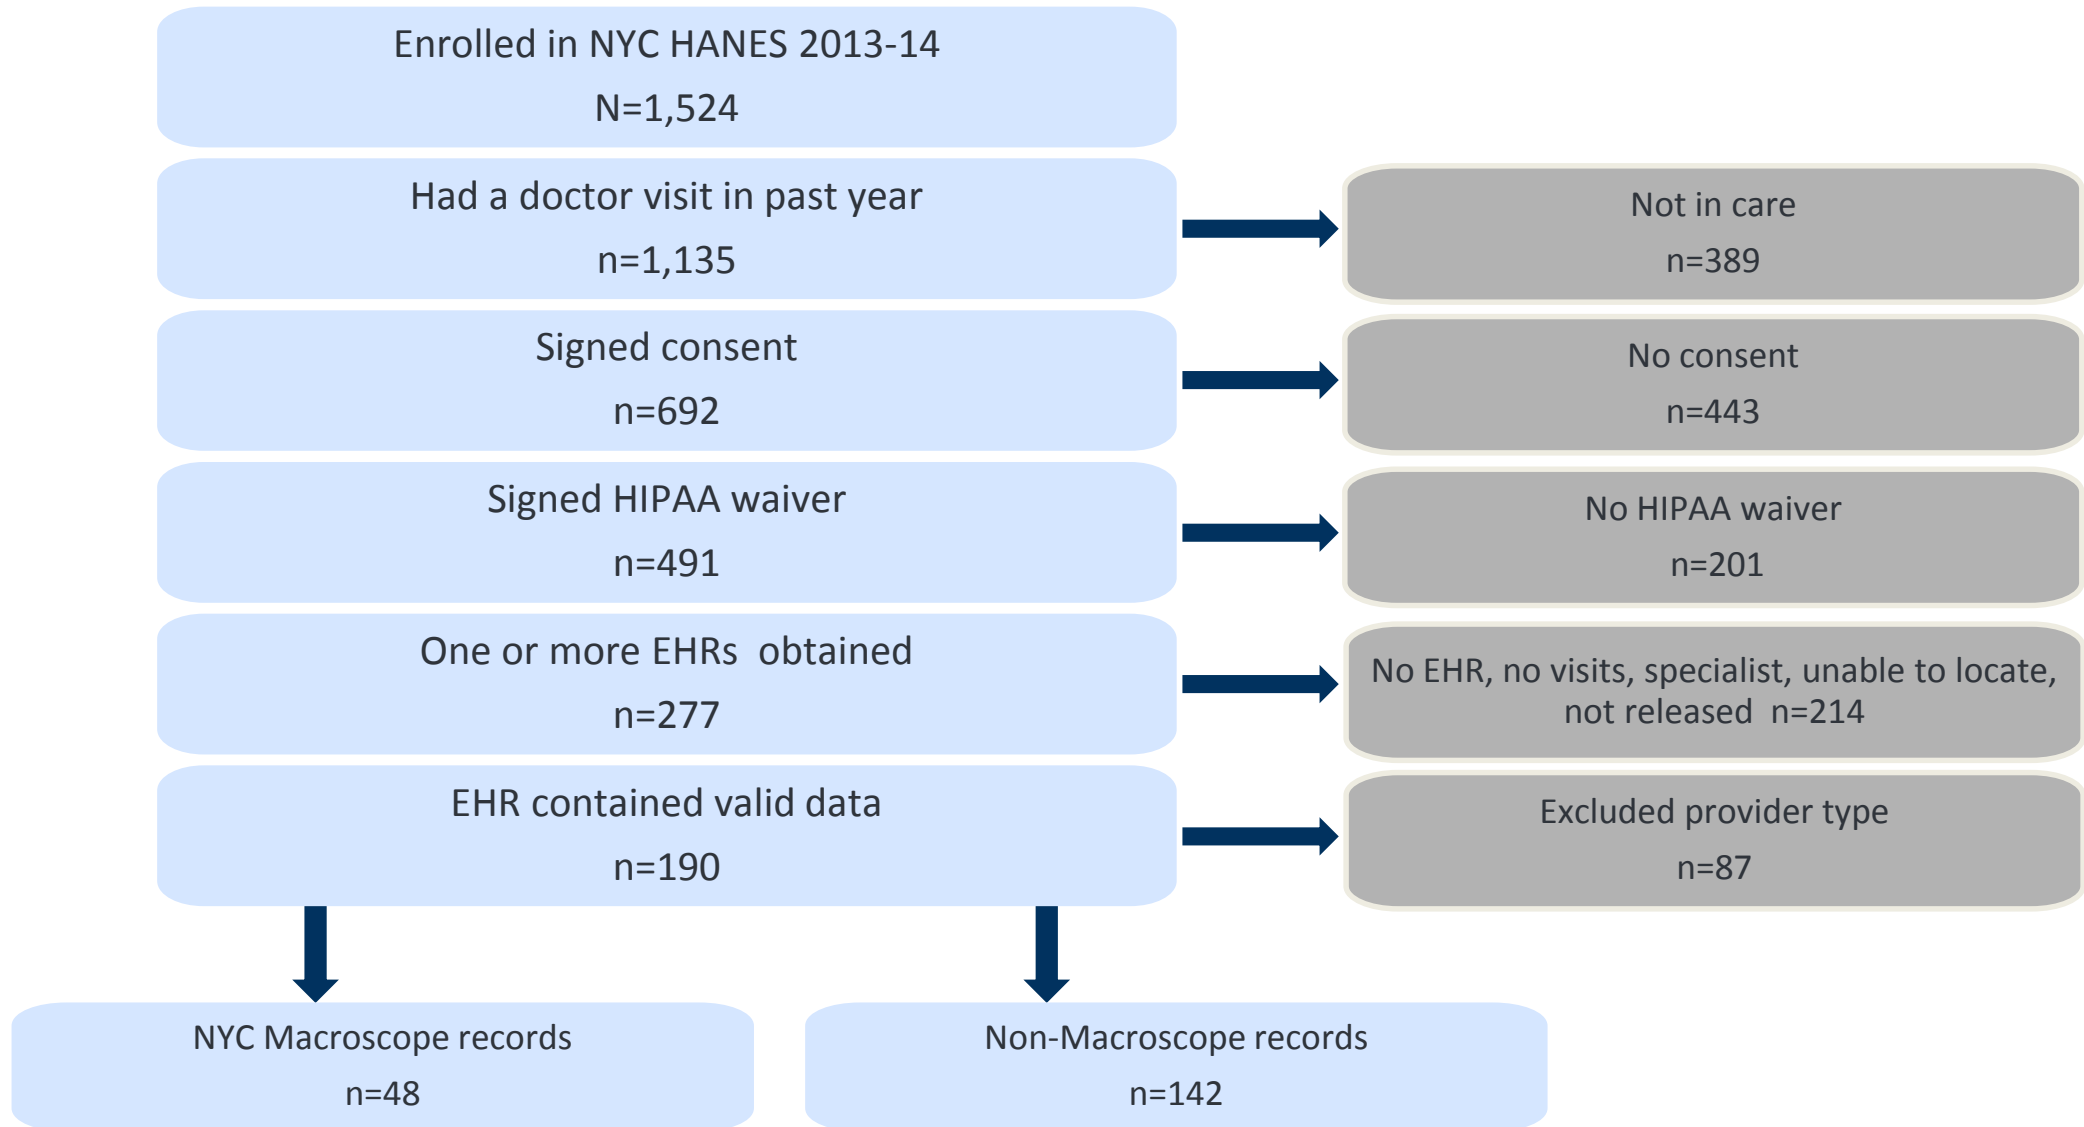 Enrolled in NYC HANES 2013-14
N=1,524
Had a doctor visit in past year
n=1,135
Not in care
n=389
Signed consent
n=692
No consent
n=443
Signed HIPAA waiver
n=491
No HIPAA waiver
n=201
One or more EHRs obtained
n=277
No EHR, no visits, specialist, unable to locate,
not released n=214
EHR contained valid data
n=190
Excluded provider type
n=87
NYC Macroscope records
n=48
Non-Macroscope records
n=142